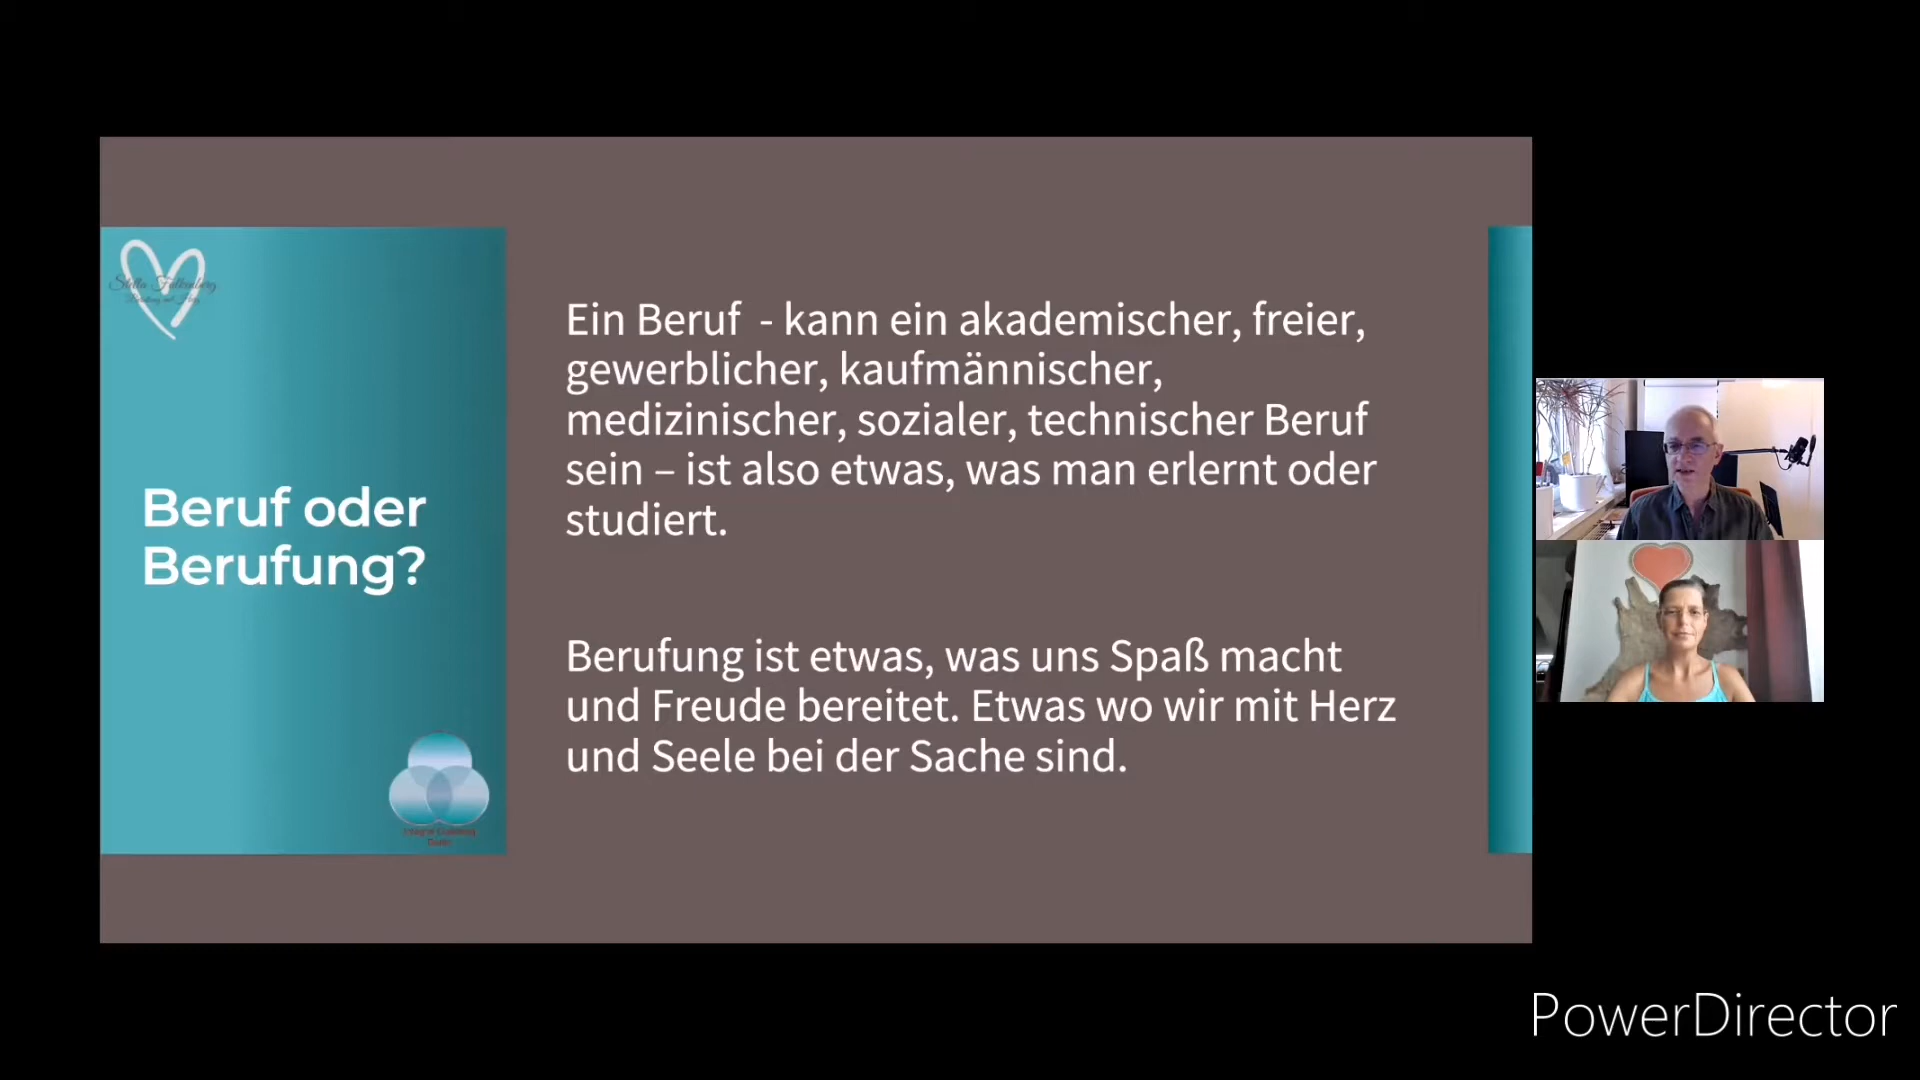 Stella Falkenberg
Beruf oder
Berufung?
Ein Beruf - kann ein akademischer, freier,
gewerblicher, kaufmännischer,
medizinischer, sozialer, technischer Beruf
sein – ist also etwas, was man erlernt oder
studiert.
Berufung ist etwas, was uns Spaß macht
und Freude bereitet. Etwas wo wir mit Herz
und Seele bei der Sache sind.
PowerDirector